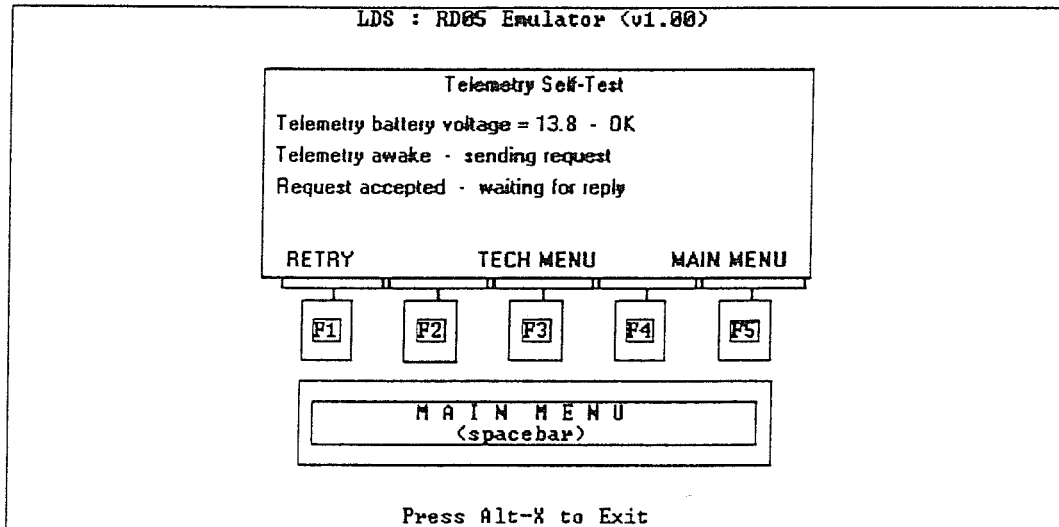 LDS : RD05 Emulator (v1.00)
Telemetry Self-Test
Telemetry battery voltage = 13.8 - OK
Telemetry awake - sending request
Request accepted - waiting for reply
RETRY TECH MENU MAIN MENU
F1 F2 F3 F4 F5
M A I N M E N U
(spacebar)
Press Alt-X to Exit